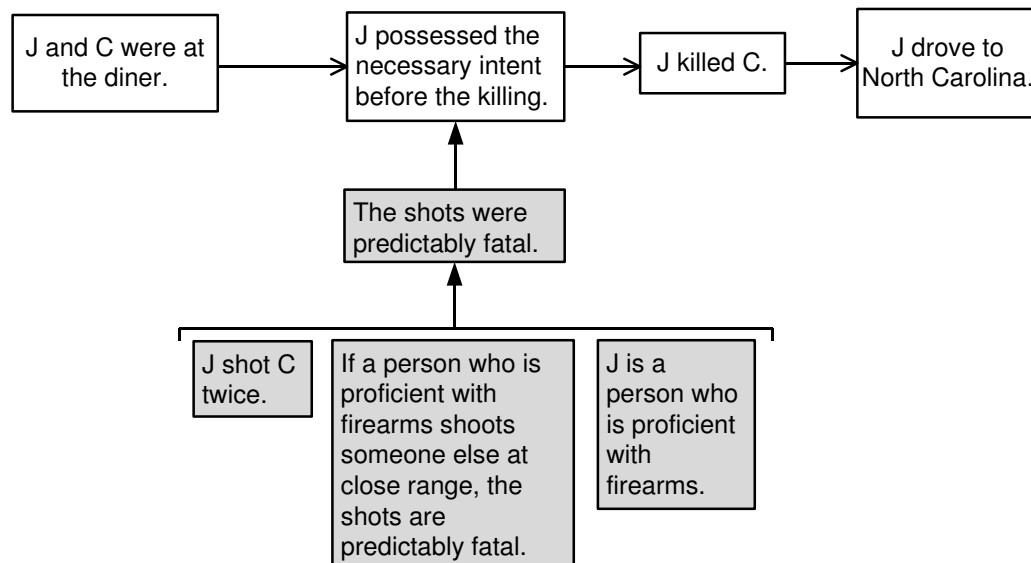 J and C were at
the diner.
J possessed the
necessary intent
before the killing.
J killed C.
J drove to
North Carolina.
The shots were
predictably fatal.
J shot C
twice.
If a person who is
proficient with
firearms shoots
someone else at
close range, the
shots are
predictably fatal.
J is a
person who
is proficient
with
firearms.